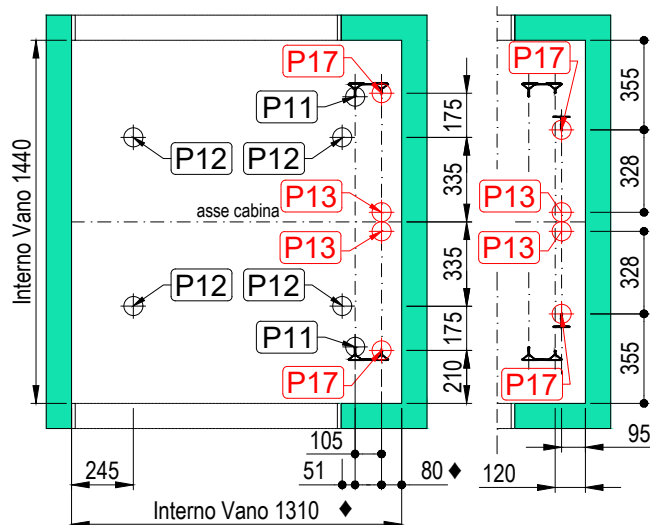 P17
P17
P11
P12
P12
P13
P13
asse cabina
P13
P13
P12
P12
P11
P17
P17
Interno Vano 1440
175
335
335
175
210
355
328
328
355
105
95
245
51
80 ♦
120
Interno Vano 1310 ♦